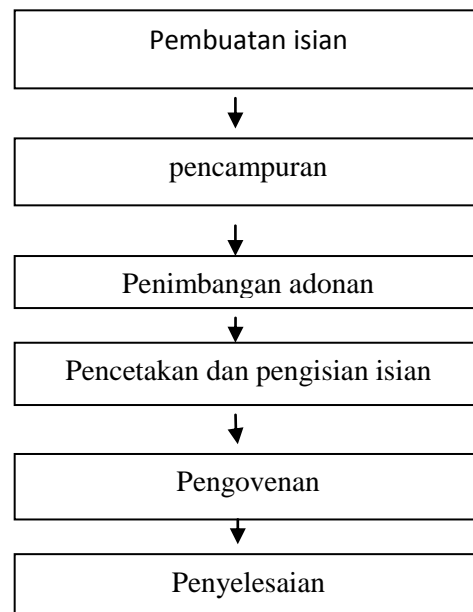 Pembuatan isian
pencampuran
Penimbangan adonan
Pencetakan dan pengisian isian
Pengovenan
Penyelesaian